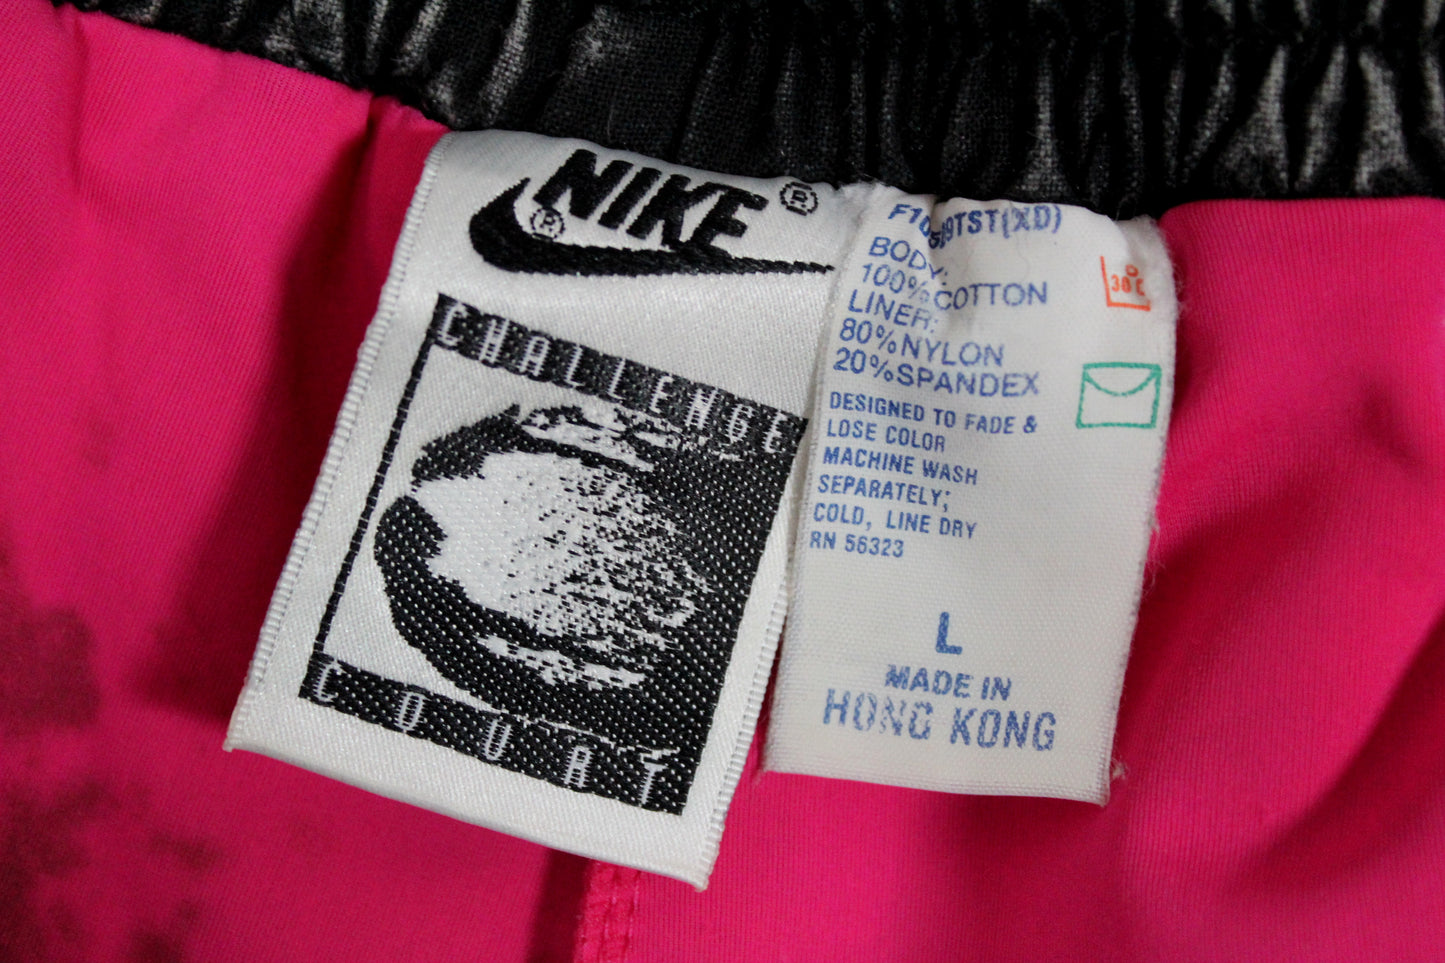 NIKE ®
®
CHALLENGE
COURT
BODY:
100% COTTON
LINER:
80% NYLON
20% SPANDEX
DESIGNED TO FADE &
LOSE COLOR
MACHINE WASH
SEPARATELY;
COLD, LINE DRY
RN 56323
L
MADE IN
HONG KONG